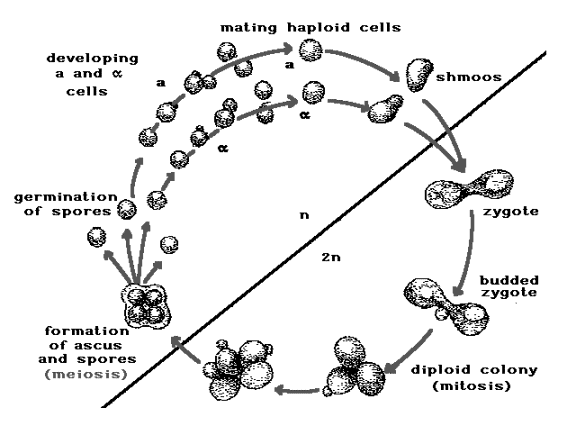 mating haploid cells
developing
a and α
cells
a
a
shmoos
α
α
germination
of spores
n
zygote
2n
budded
zygote
formation
of ascus
and spores
(meiosis)
diploid colony
(mitosis)